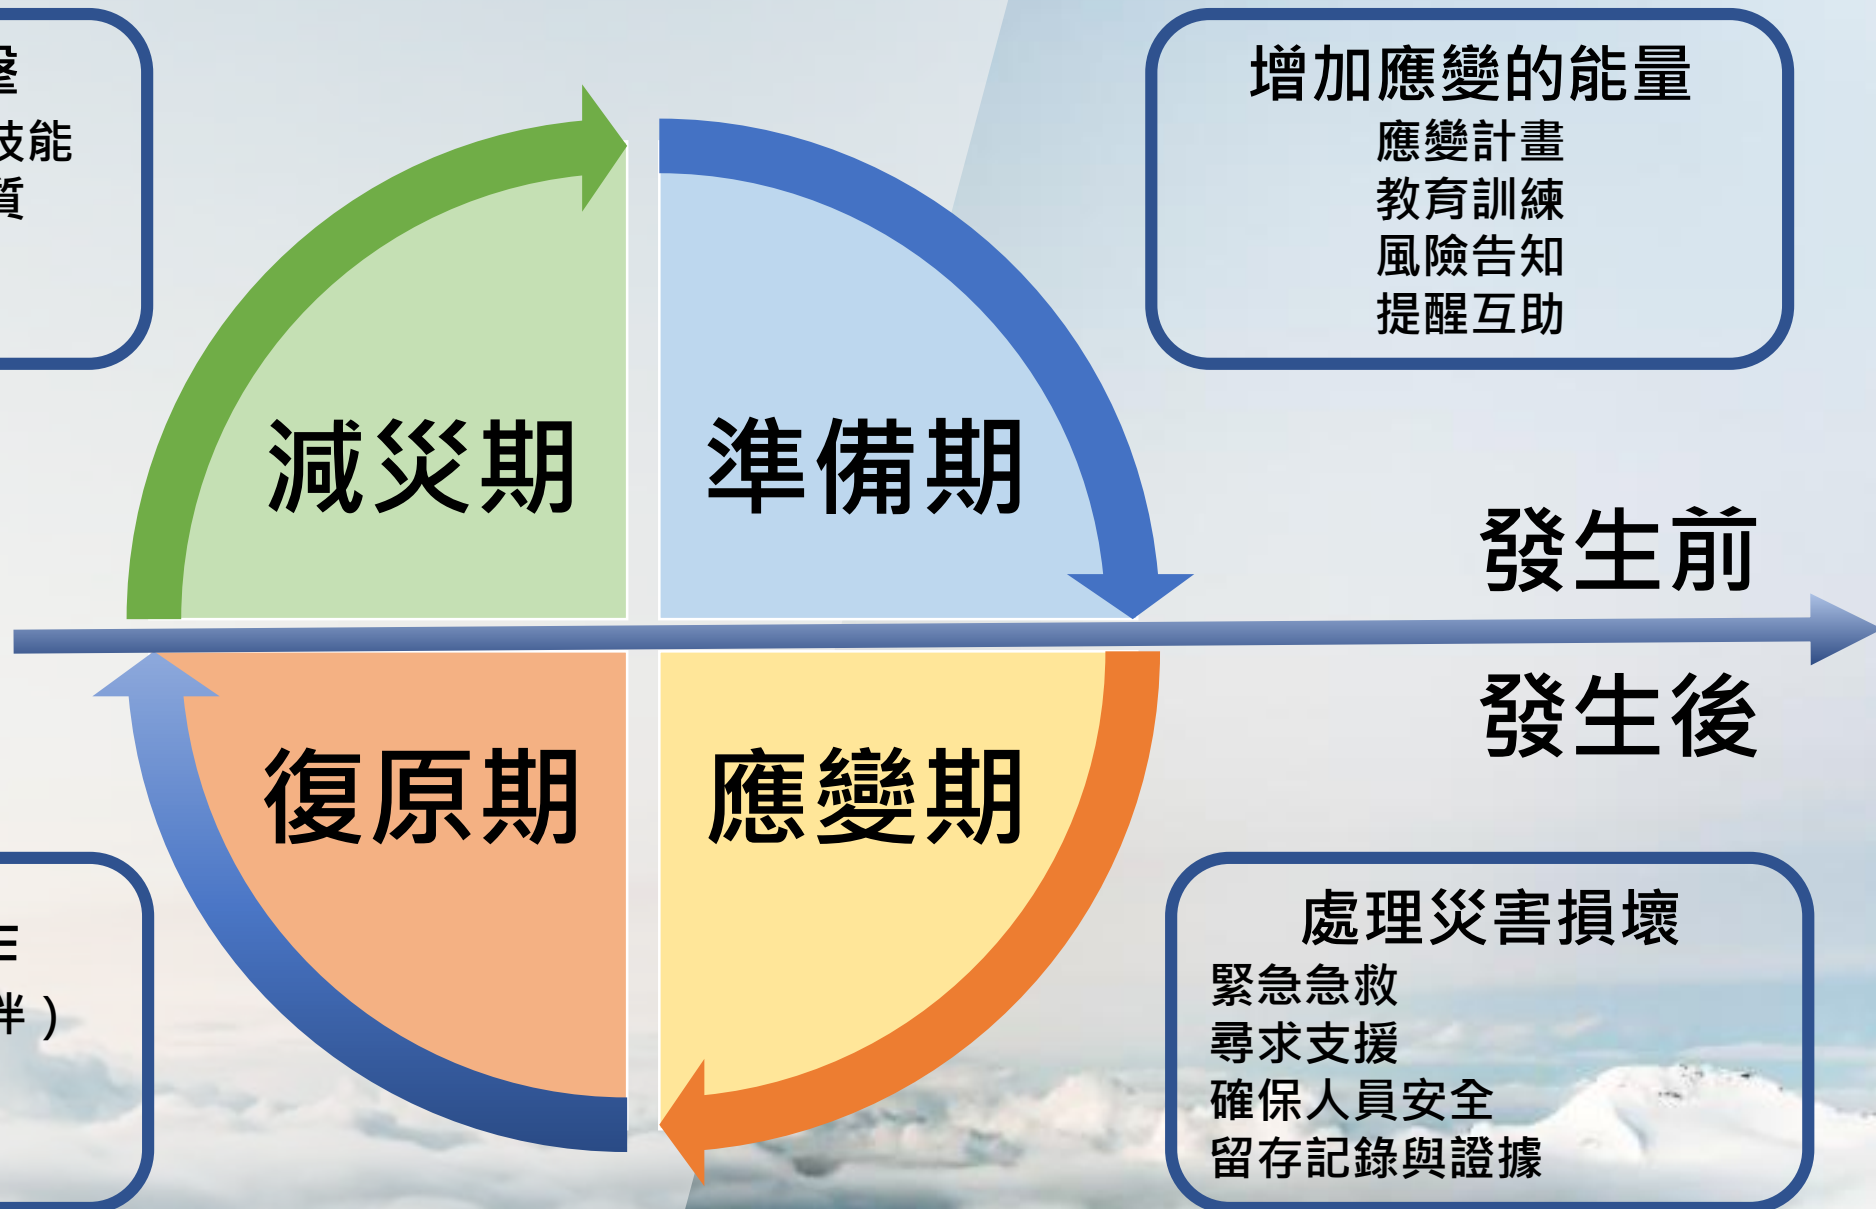 技能
質
減災期
準備期
復原期
應變期
增加應變的能量
應變計畫
教育訓練
風險告知
提醒互助
發生前
發生後
伴）
處理災害損壞
緊急急救
尋求支援
確保人員安全
留存記錄與證據